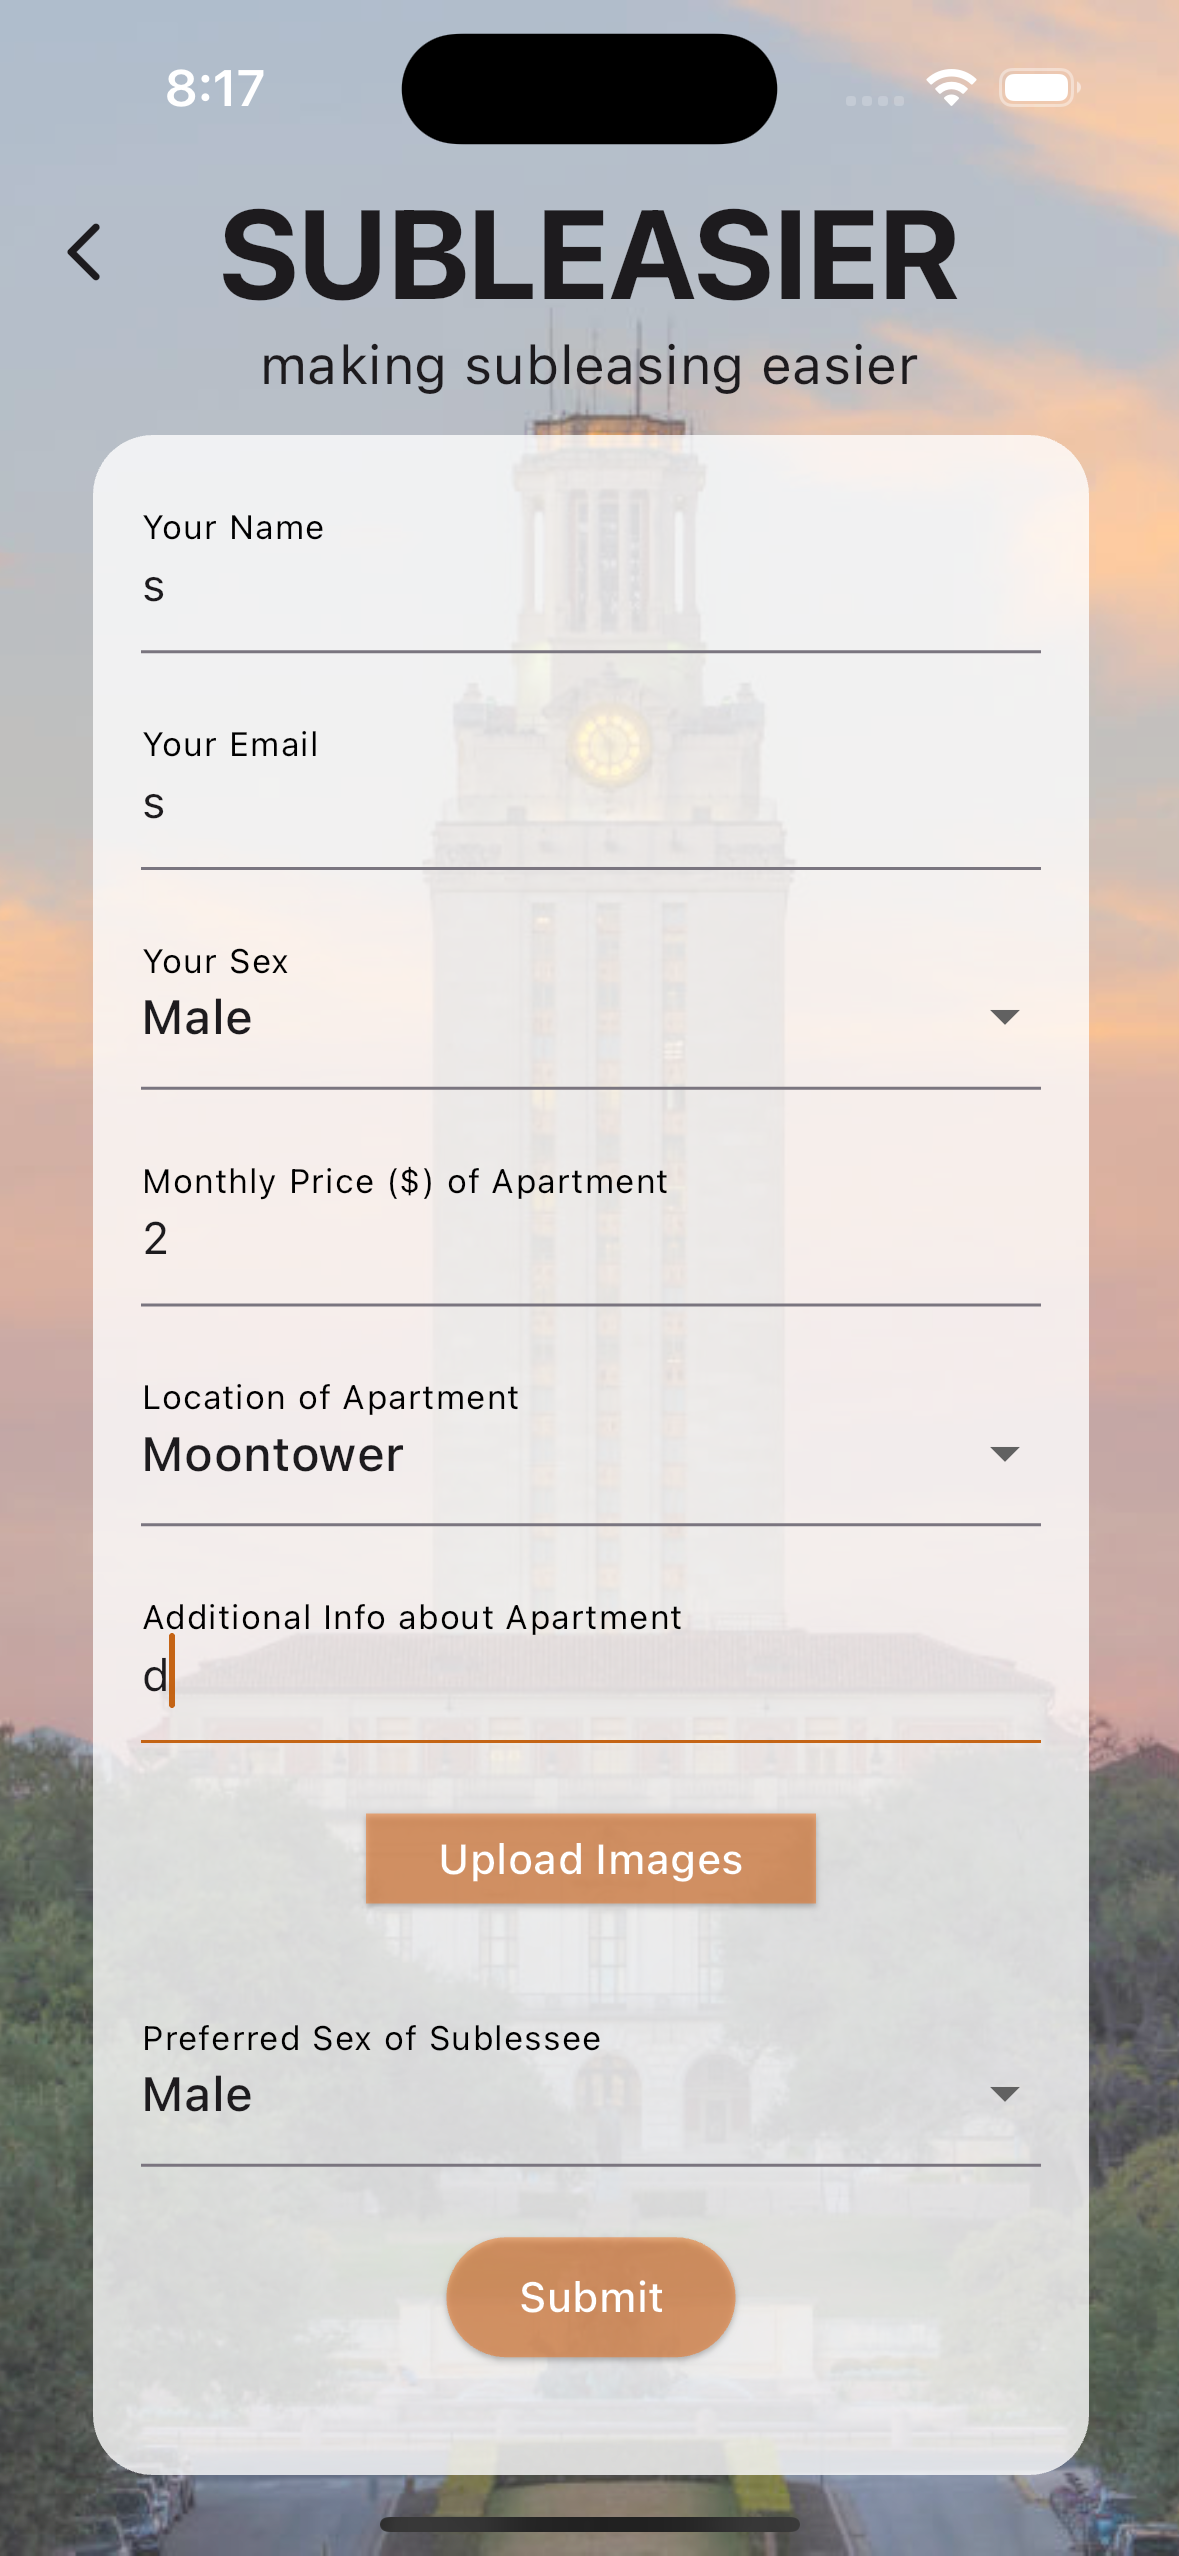 8:17
SUBLEASIER
making subleasing easier
Your Name
s
Your Email
s
Your Sex
Male
Monthly Price ($) of Apartment
2
Location of Apartment
Moontower
Additional Info about Apartment
d
Upload Images
Preferred Sex of Sublessee
Male
Submit